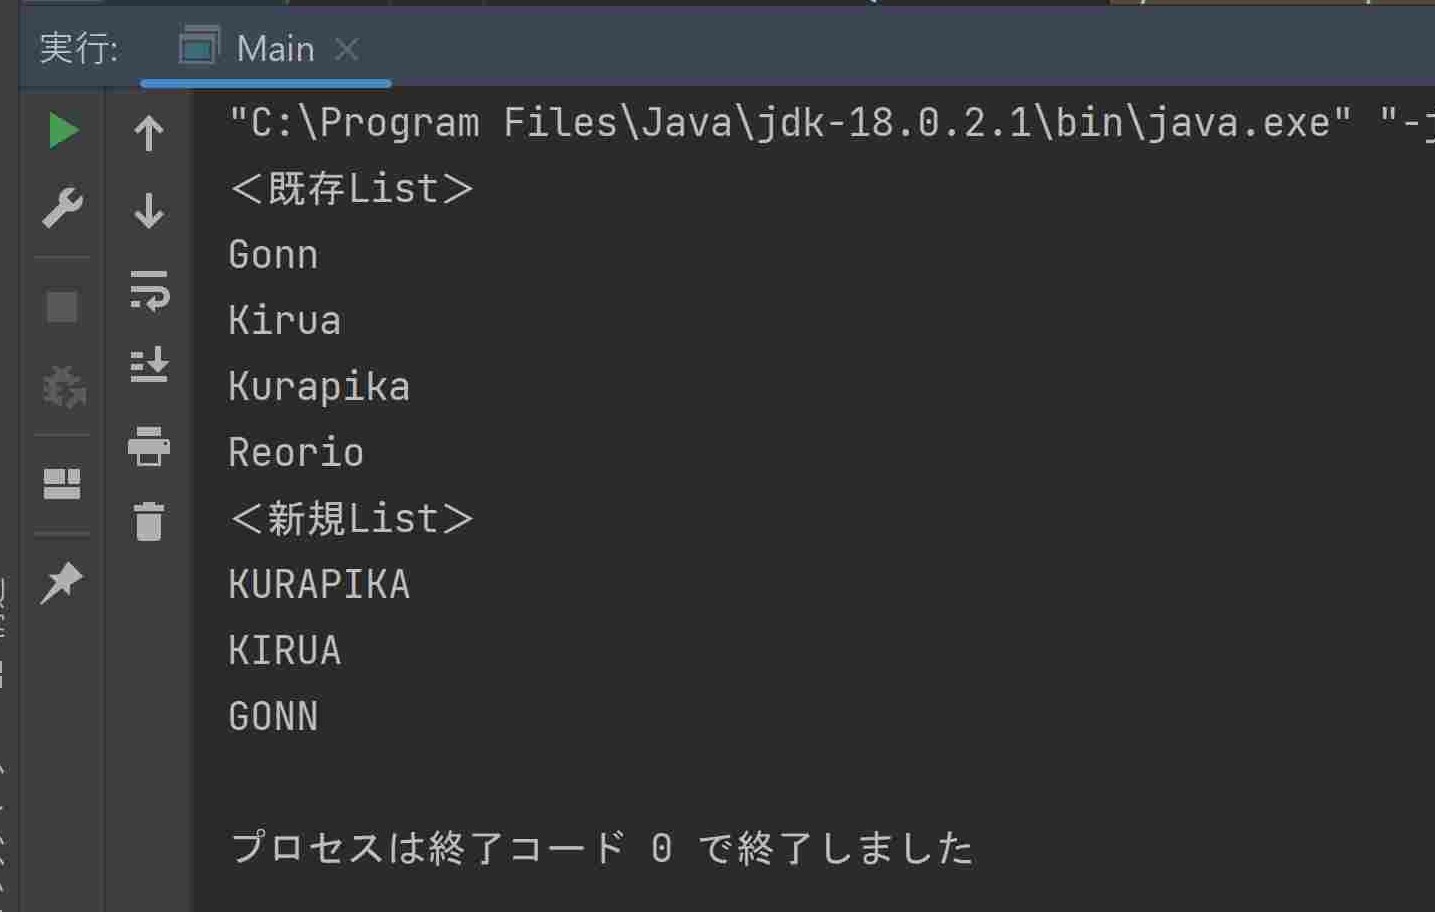 実行: Main
"C:\Program Files\Java\jdk-18.0.2.1\bin\java.exe" "-j
＜既存List＞
Gonn
Kirua
Kurapika
Reorio
＜新規List＞
KURAPIKA
KIRUA
GONN
プロセスは終了コード 0 で終了しました